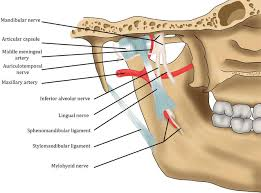 Mandibular nerve
Articular capsule
Middle meningeal
artery
Auriculotemporal
nerve
Maxillary artery
Inferior alveolar nerve
Lingual nerve
Sphenomandibular ligament
Stylomandibular ligament
Mylohyoid nerve